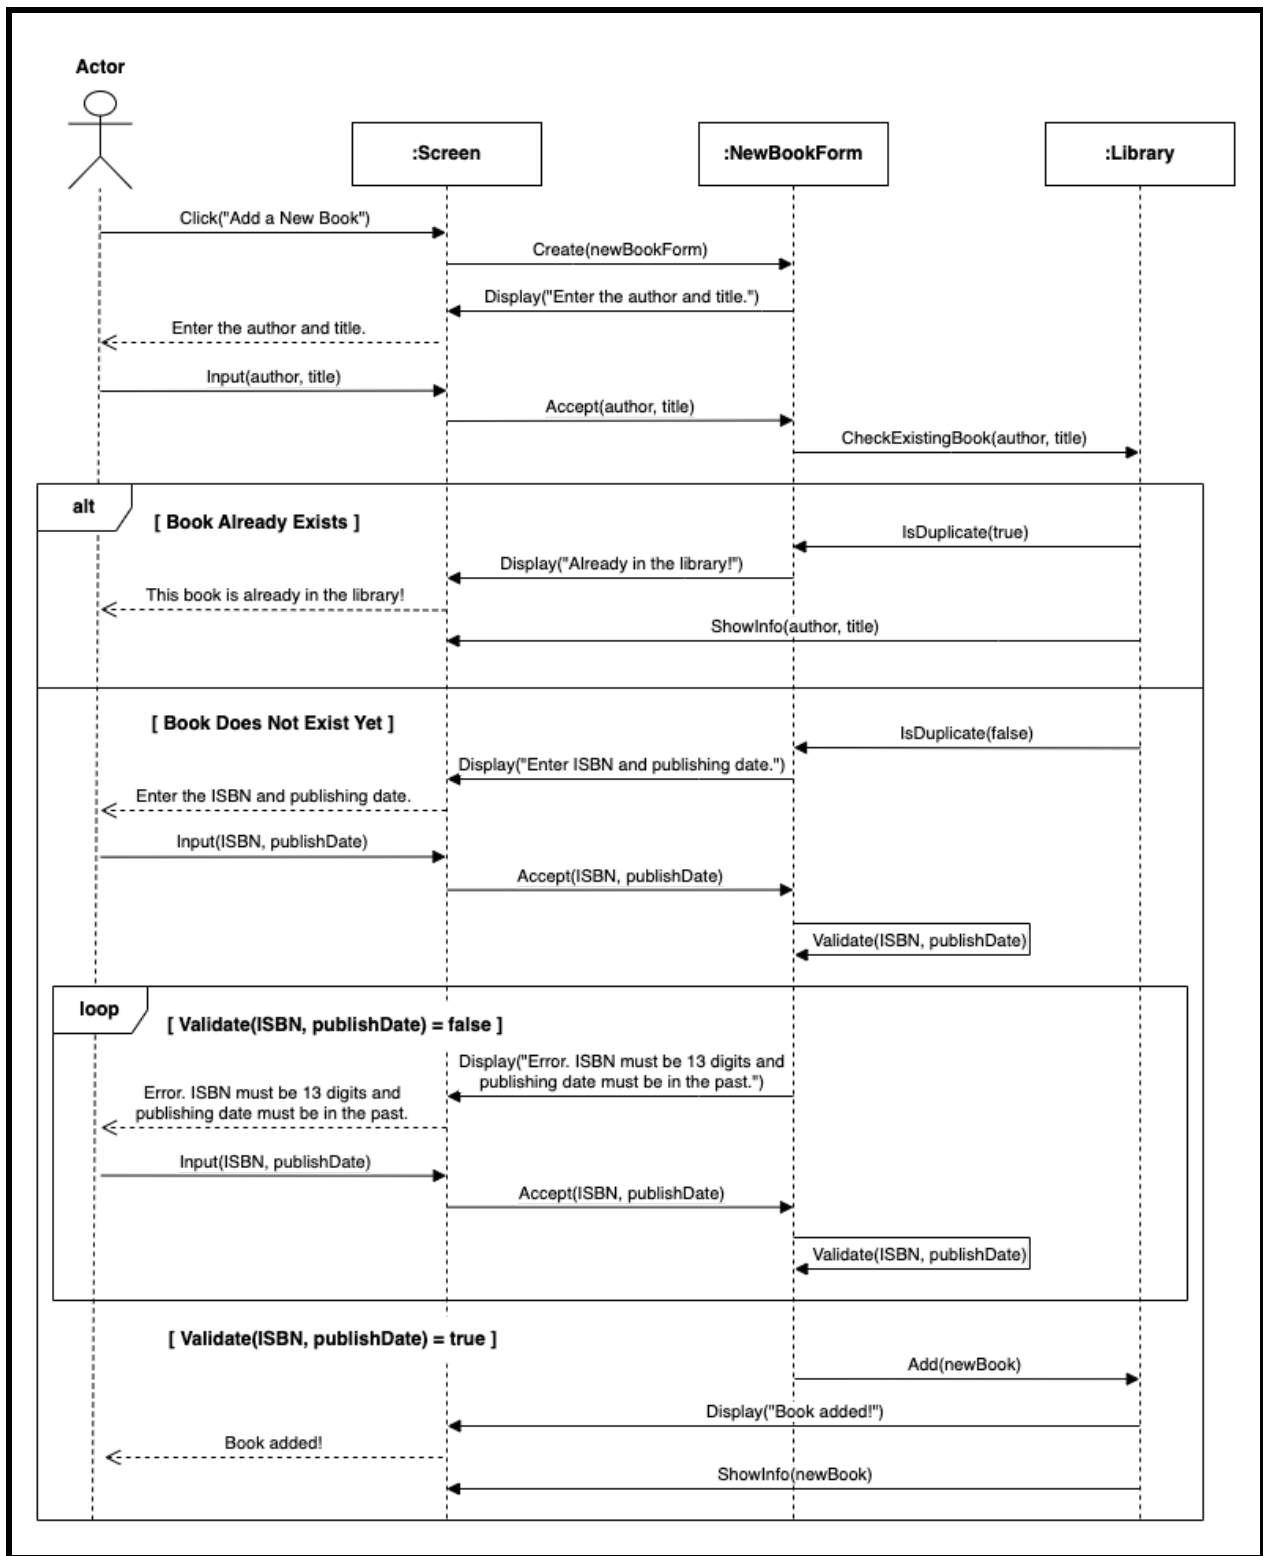 Actor
:Screen
:NewBookForm
:Library
Click("Add a New Book")
Create(newBookForm)
Display("Enter the author and title.")
Enter the author and title.
Input(author, title)
Accept(author, title)
CheckExistingBook(author, title)
alt
[ Book Already Exists ]
IsDuplicate(true)
Display("Already in the library!")
This book is already in the library!
ShowInfo(author, title)
[ Book Does Not Exist Yet ]
IsDuplicate(false)
Display("Enter ISBN and publishing date.")
Enter the ISBN and publishing date.
Input(ISBN, publishDate)
Accept(ISBN, publishDate)
Validate(ISBN, publishDate)
loop
[ Validate(ISBN, publishDate) = false ]
Display("Error. ISBN must be 13 digits and
publishing date must be in the past.")
Error. ISBN must be 13 digits and
publishing date must be in the past.
Input(ISBN, publishDate)
Accept(ISBN, publishDate)
Validate(ISBN, publishDate)
[ Validate(ISBN, publishDate) = true ]
Add(newBook)
Display("Book added!")
Book added!
ShowInfo(newBook)